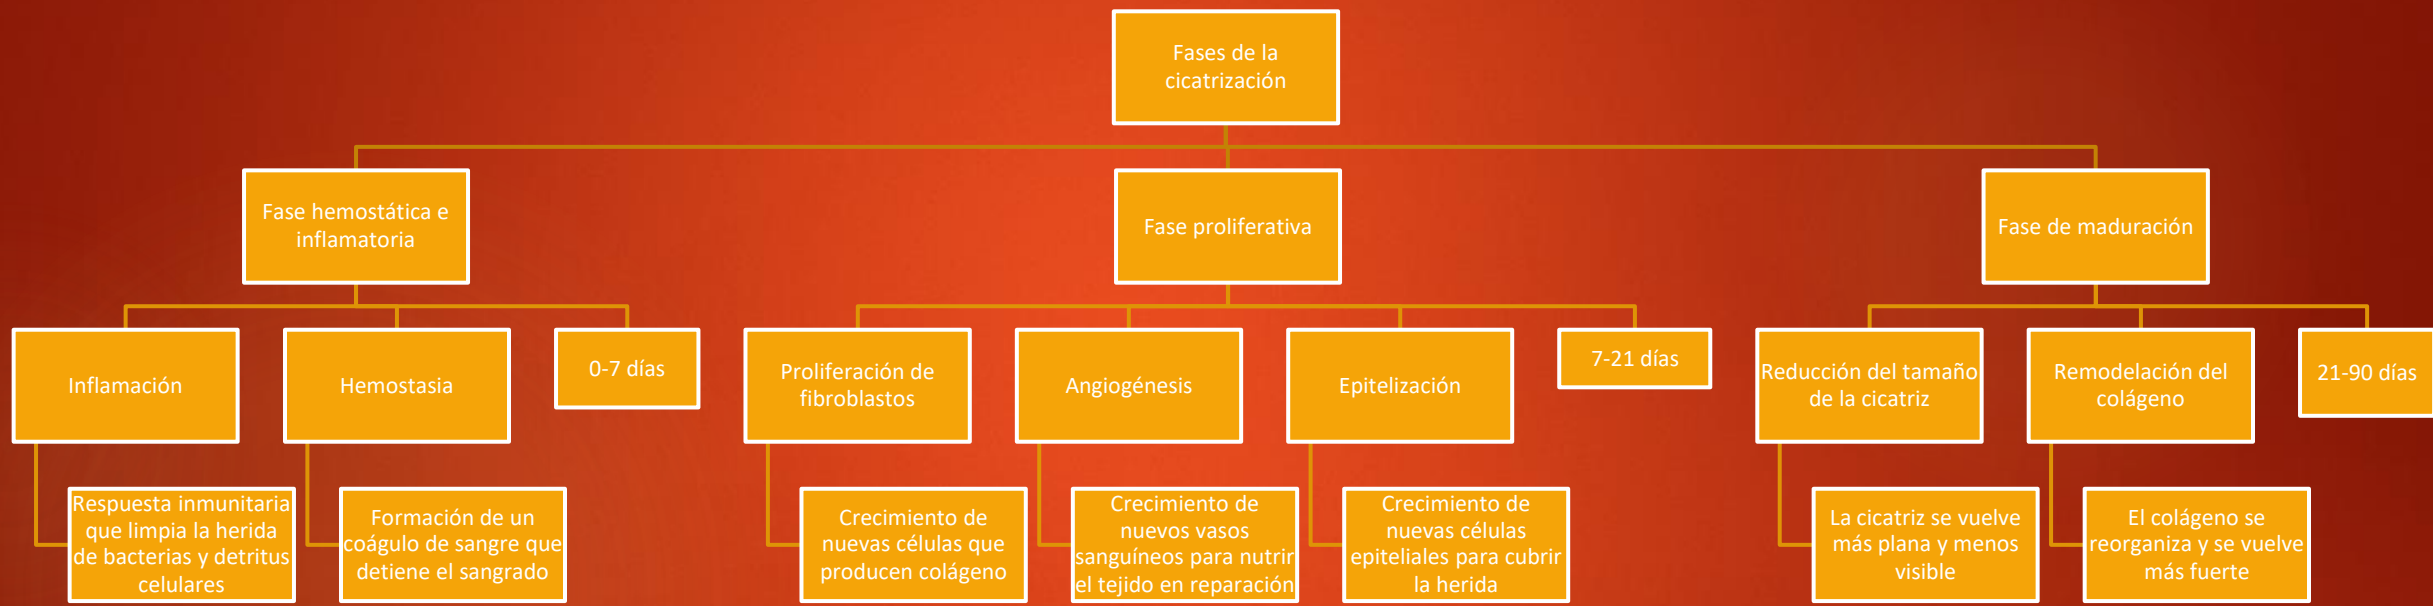 Fases de la
cicatrización
Fase hemostática e
inflamatoria
Fase proliferativa
Fase de maduración
Inflamación
Hemostasia
0-7 días
Proliferación de
fibroblastos
Angiogénesis
Epitelización
7-21 días
Reducción del tamaño
de la cicatriz
Remodelación del
colágeno
21-90 días
Respuesta inmunitaria
que limpia la herida
de bacterias y detritus
celulares
Formación de un
coágulo de sangre que
detiene el sangrado
Crecimiento de
nuevas células que
producen colágeno
Crecimiento de
nuevos vasos
sanguíneos para nutrir
el tejido en reparación
Crecimiento de
nuevas células
epiteliales para cubrir
la herida
La cicatriz se vuelve
más plana y menos
visible
El colágeno se
reorganiza y se vuelve
más fuerte